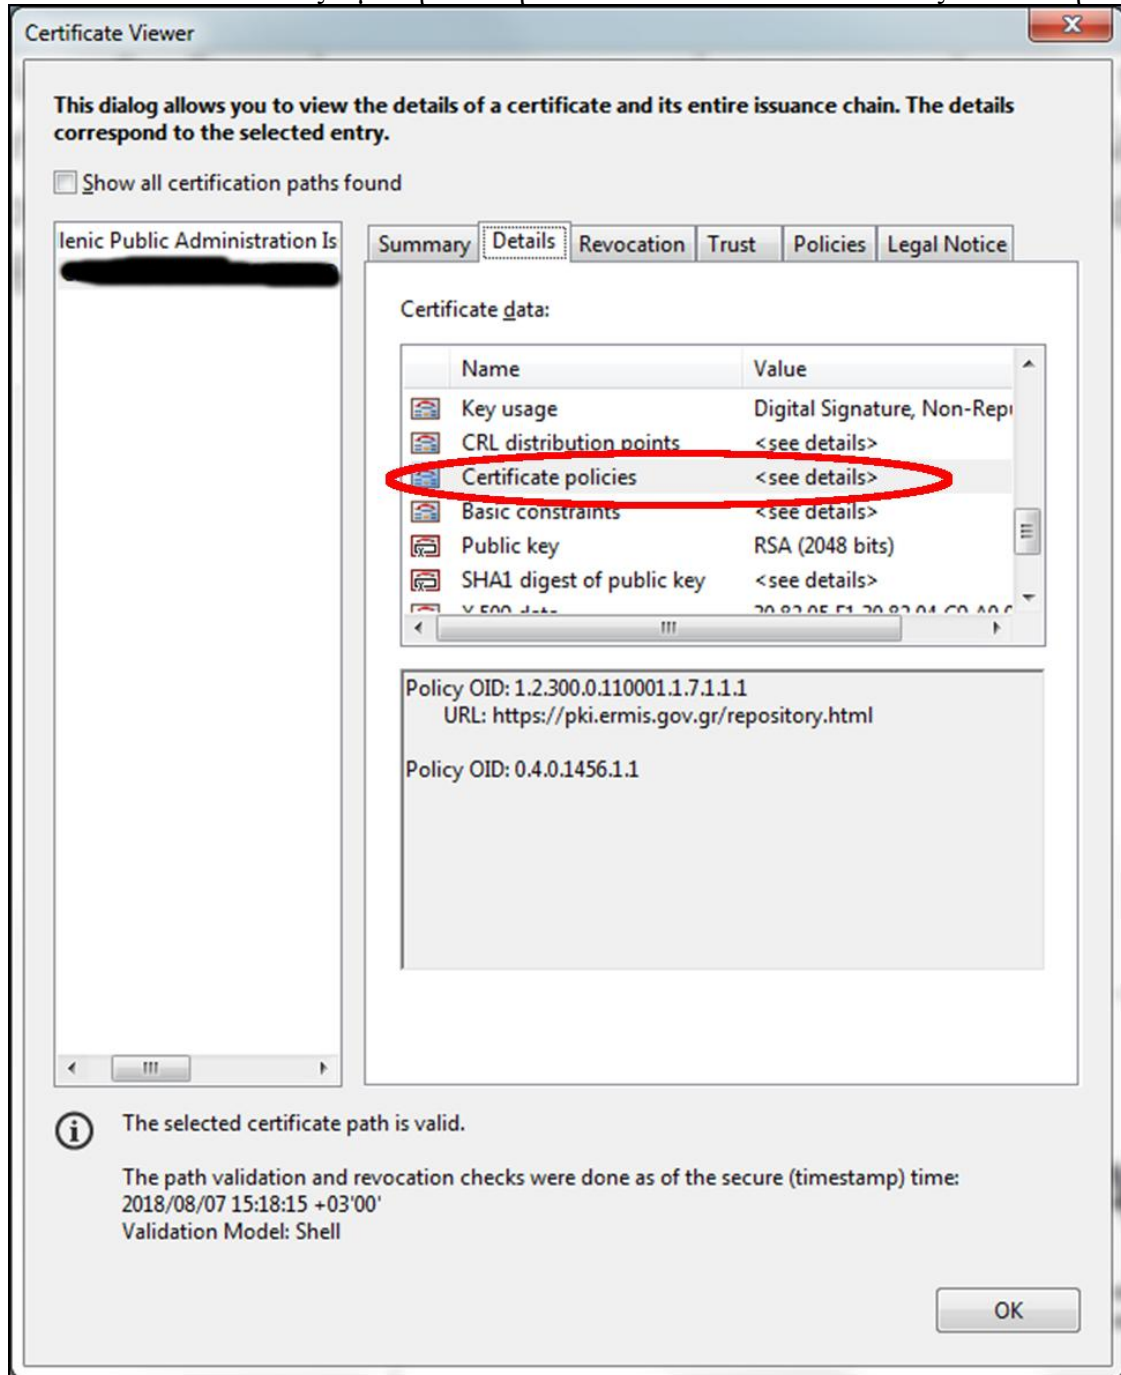 Certificate Viewer
This dialog allows you to view the details of a certificate and its entire issuance chain. The details
correspond to the selected entry.
Show all certification paths found
lenic Public Administration Is
Summary Details Revocation Trust Policies Legal Notice
Certificate data:
Name Value
Key usage Digital Signature, Non-Repu
CRL distribution points <see details>
Certificate policies <see details>
Basic constraints <see details>
Public key RSA (2048 bits)
SHA1 digest of public key <see details>
Policy OID: 1.2.300.0.110001.1.7.1.1.1
URL: https://pki.ermis.gov.gr/repository.html
Policy OID: 0.4.0.1456.1.1
The selected certificate path is valid.
The path validation and revocation checks were done as of the secure (timestamp) time:
2018/08/07 15:18:15 +03'00'
Validation Model: Shell
OK